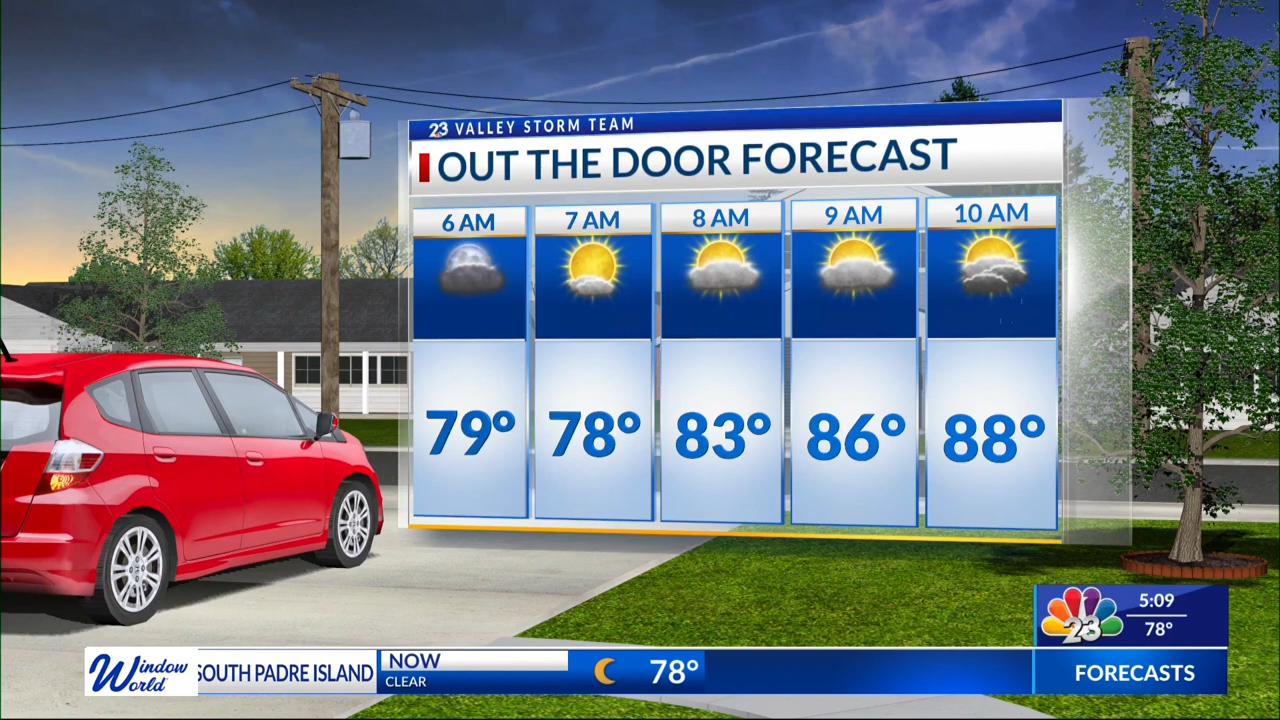 23 VALLEY STORM TEAM
OUT THE DOOR FORECAST
6 AM 7 AM 8 AM 9 AM 10 AM
79° 78° 83° 86° 88°
23
5:09
78°
Window World
SOUTH PADRE ISLAND
NOW
CLEAR
78°
FORECASTS